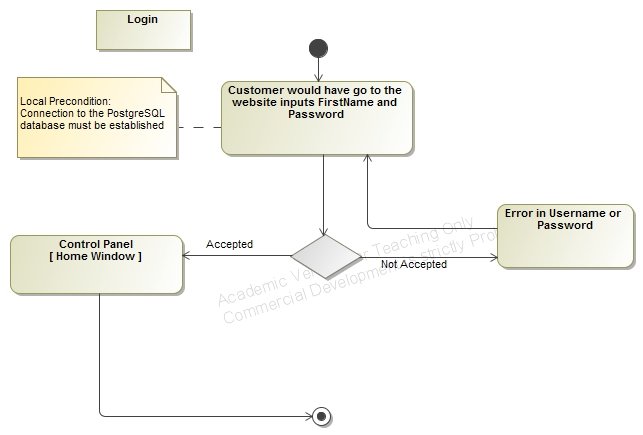 Login
Customer would have go to the
website inputs FirstName and
Password
Local Precondition:
Connection to the PostgreSQL
database must be established
Error in Username or
Password
Control Panel
[ Home Window ]
Accepted
Not Accepted
Academic Teaching Only
Commercial Development strictly